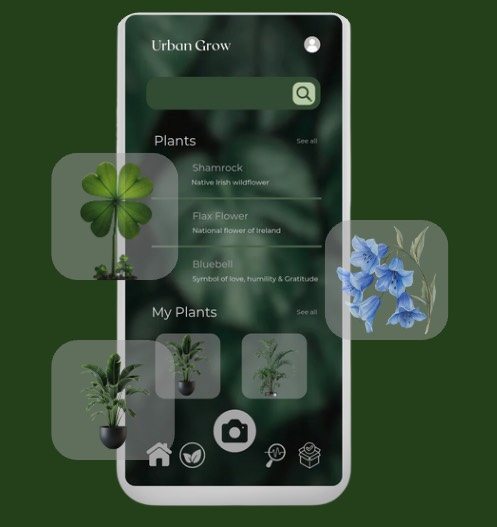 Urban Grow
Plants
See all
Shamrock
Native Irish wildflower
Flax Flower
National flower of Ireland
Bluebell
Symbol of love, humility & Gratitude
My Plants
See all